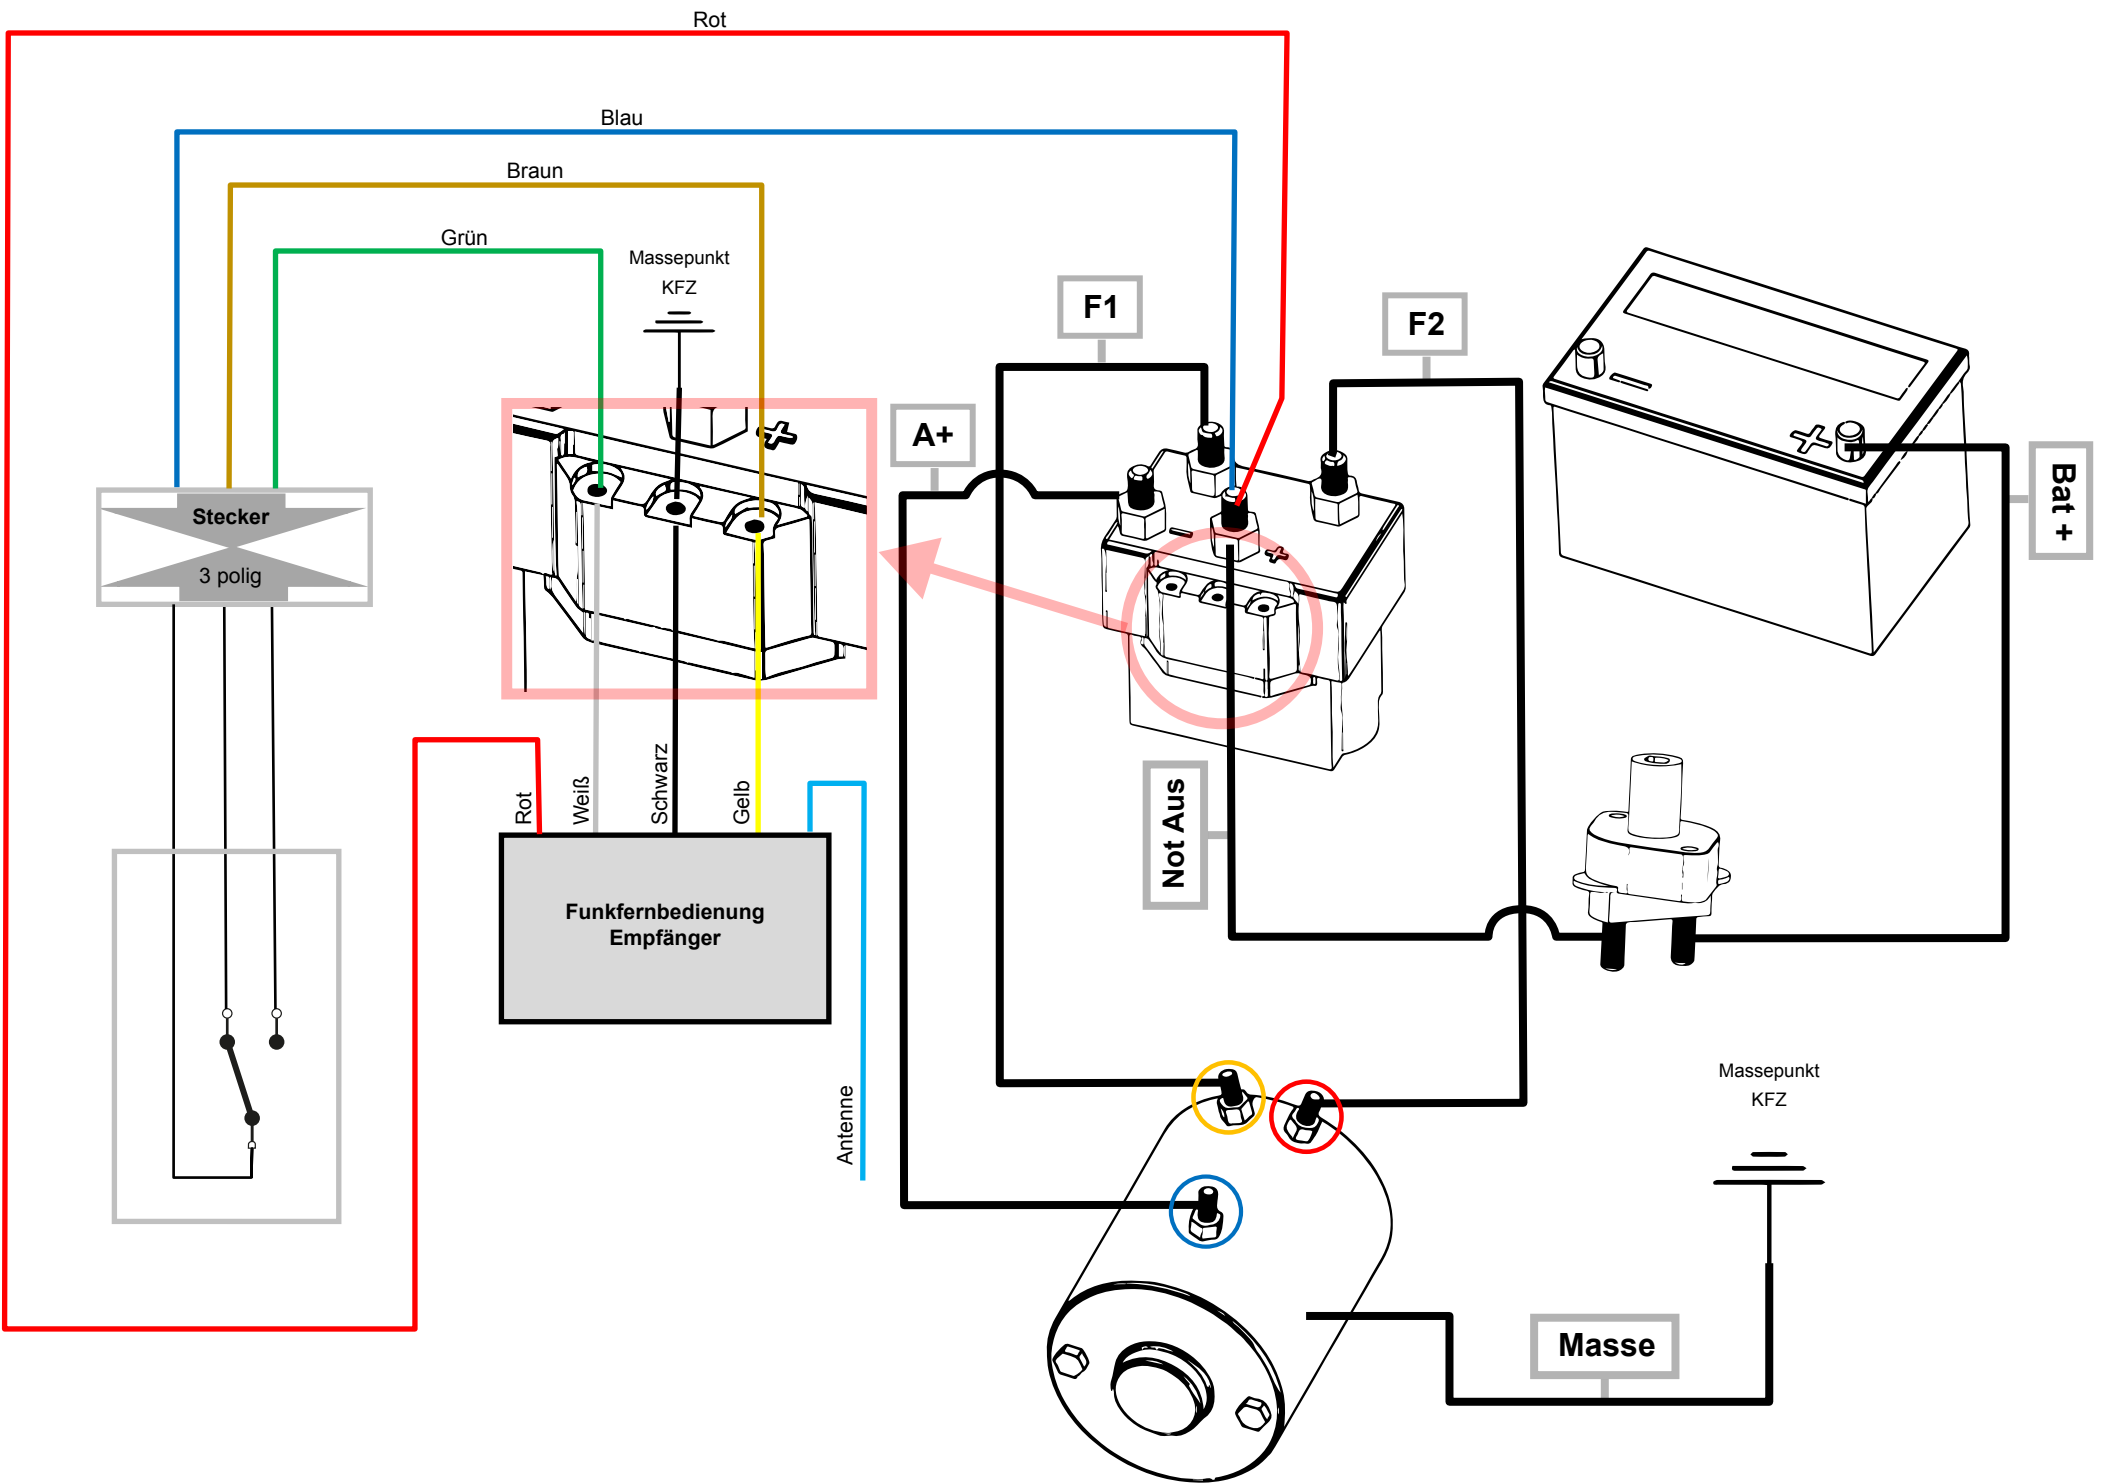 Rot
Blau
Braun
Grün
Massepunkt
KFZ
F1
F2
A+
Bat +
Stecker
3 polig
Rot
Weiß
Schwarz
Gelb
Not Aus
Funkfernbedienung
Empfänger
Antenne
Massepunkt
KFZ
Masse